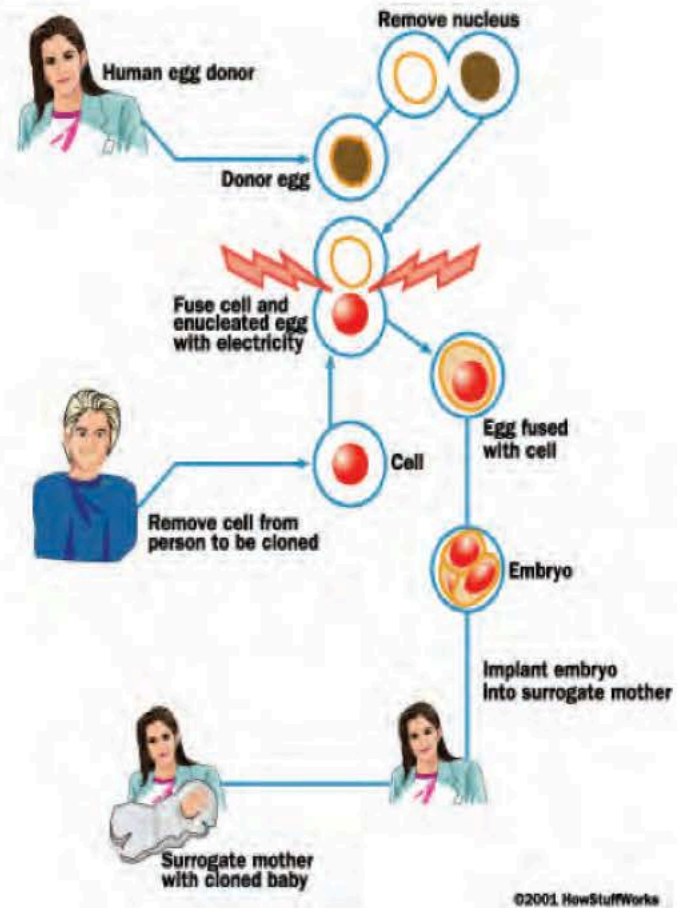 Remove nucleus
Human egg donor
Donor egg
Fuse cell and
enucleated egg
with electricity
Egg fused
with cell
Cell
Remove cell from
person to be cloned
Embryo
Implant embryo
into surrogate mother
Surrogate mother
with cloned baby
©2001 HowStuffWorks